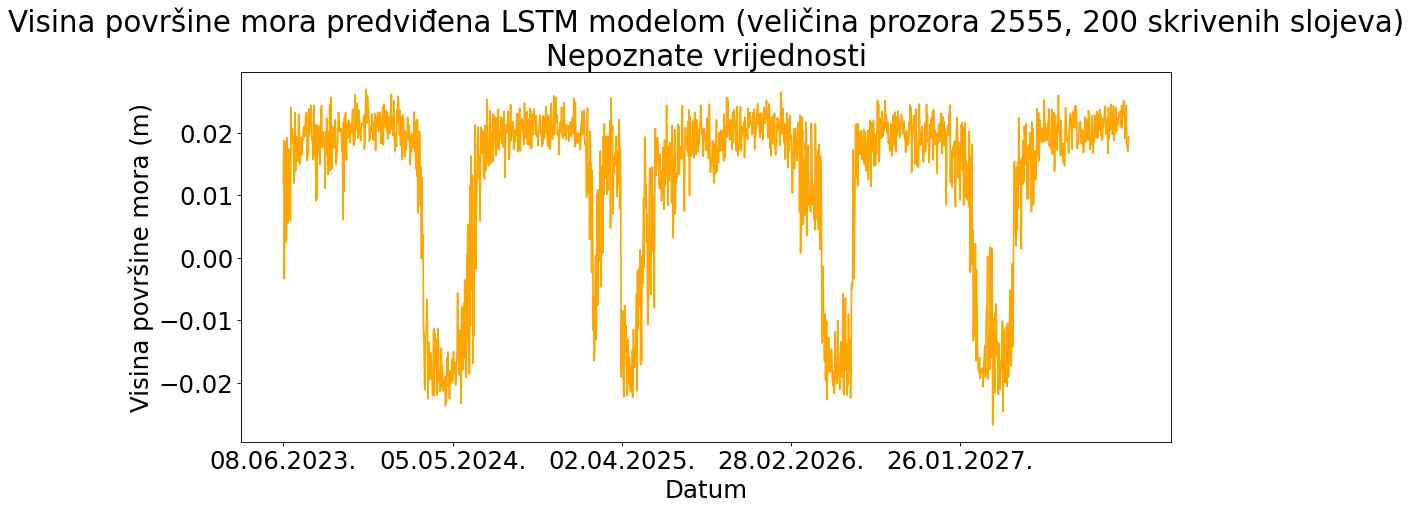 Visina površine mora predviđena LSTM modelom (veličina prozora 2555, 200 skrivenih slojeva)
Nepoznate vrijednosti
Visina površine mora (m)
0.02
0.01
0.00
−0.01
−0.02
08.06.2023. 05.05.2024. 02.04.2025. 28.02.2026. 26.01.2027.
Datum